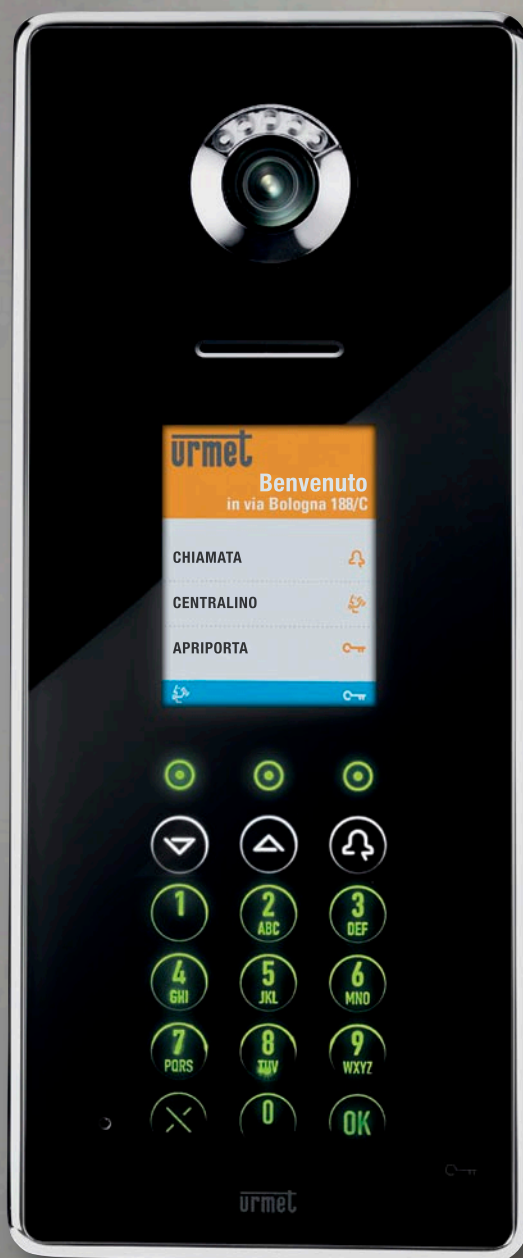 urmet
Benvenuto
in via Bologna 188/C
CHIAMATA
CENTRALINO
APRIPORTA
1 2 3
ABC DEF
4 5 6
GHI JKL MNO
7 8 9
PQRS TUV WXYZ
0 OK
urmet